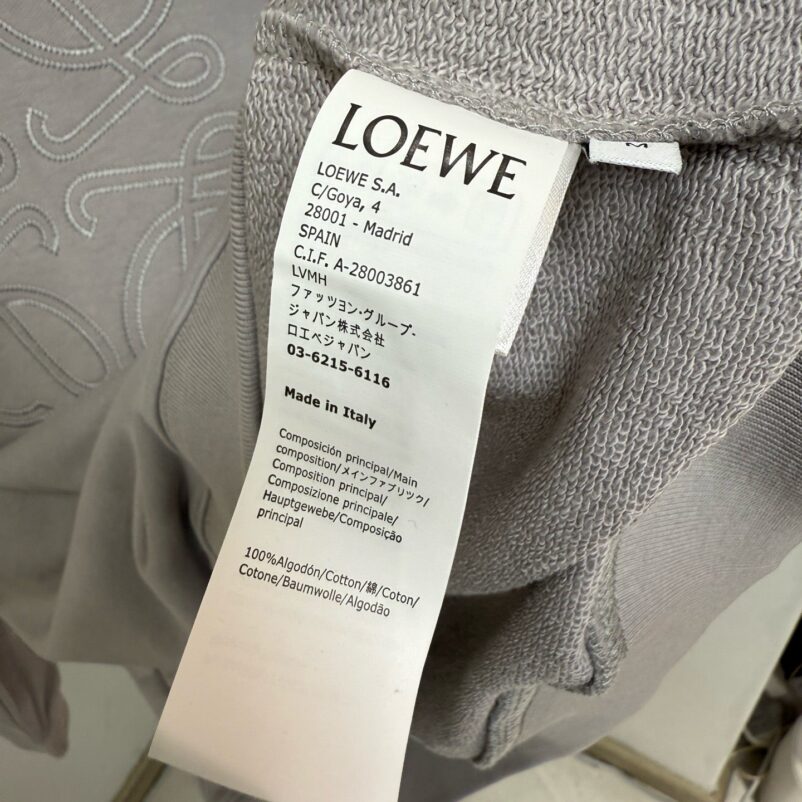 LOEWE
LOEWE S.A.
C/Goya, 4
28001 - Madrid
SPAIN
C.I.F. A-28003861
LVMH
ファッツョン・グループ-
ジャパン株式会社
ロエベジャパン
03-6215-6116
Made in Italy
Composición principal/Main
composition/メインファブリック/
Composition principal/
Composizione principale/
Hauptgewebe/Composição
principal
100%Algodón/Cotton/綿/Coton/
Cotone/Baumwolle/Algodão
M